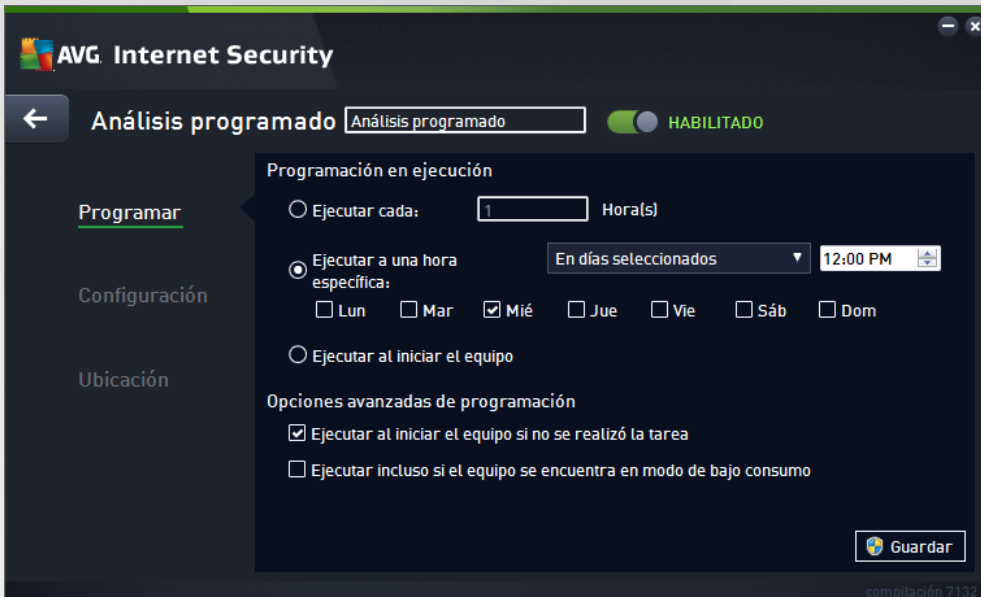 AVG. Internet Security
Análisis programado Análisis programado HABILITADO
Programar
Configuración
Ubicación
Programación en ejecución
Ejecutar cada: 1 Hora(s)
Ejecutar a una hora
específica:
En días seleccionados 12:00 PM
Lun Mar Mié Jue Vie Sáb Dom
Ejecutar al iniciar el equipo
Opciones avanzadas de programación
Ejecutar al iniciar el equipo si no se realizó la tarea
Ejecutar incluso si el equipo se encuentra en modo de bajo consumo
Guardar
compilación 7132